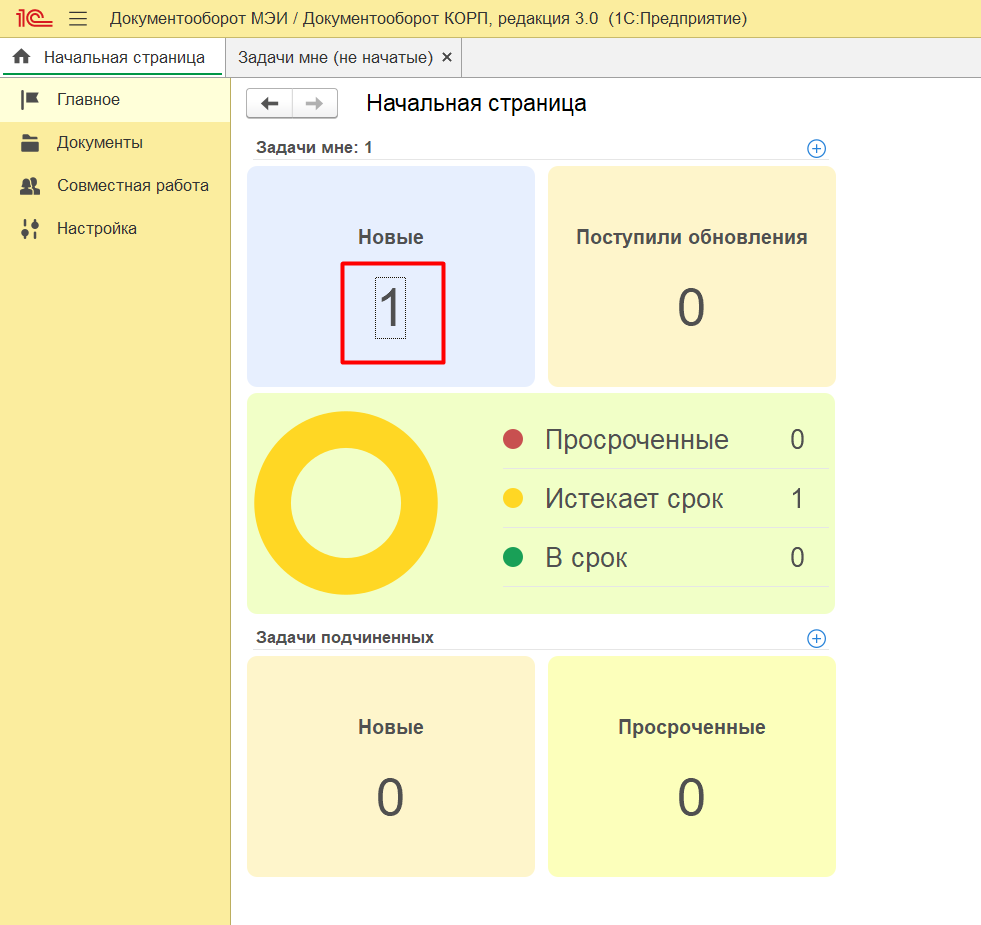 1С Документооборот МЭИ / Документооборот КОРП, редакция 3.0 (1С:Предприятие)
Начальная страница
Задачи мне (не начатые) ×
Главное
Документы
Совместная работа
Настройка
Начальная страница
Задачи мне: 1
Новые
1
Поступили обновления
0
Просроченные 0
Истекает срок 1
В срок 0
Задачи подчиненных
Новые
0
Просроченные
0